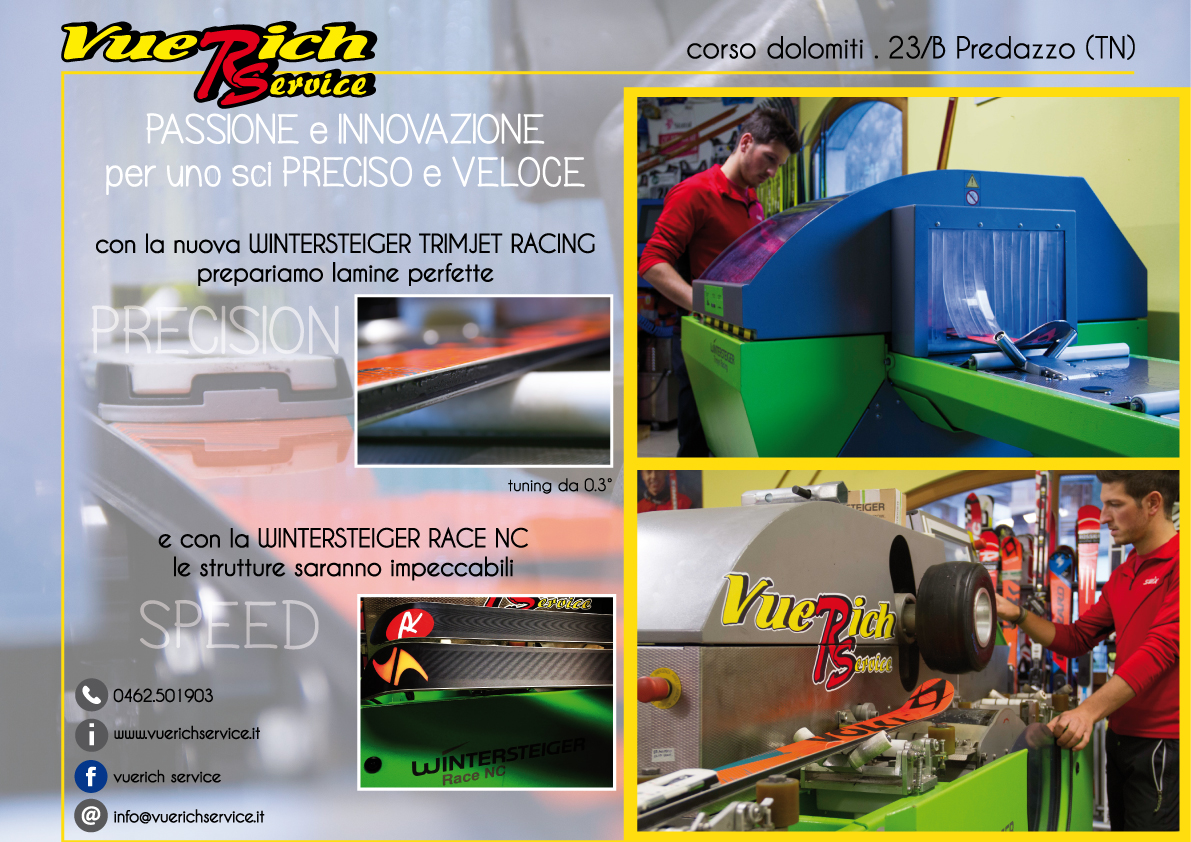 VueRich
Service
corso dolomiti . 23/B Predazzo (TN)
PASSIONE e INNOVAZIONE
per uno sci PRECISO e VELOCE
con la nuova WINTERSTEIGER TRIMJET RACING
prepariamo lamine perfette
PRECISION
tuning da 0.3°
e con la WINTERSTEIGER RACE NC
le strutture saranno impeccabili
SPEED
Service
WINTERSTEIGER
Race NC
0462.501903
www.vuerichservice.it
vuerich service
info@vuerichservice.it
WINTERSTEIGER
VueRich
Service